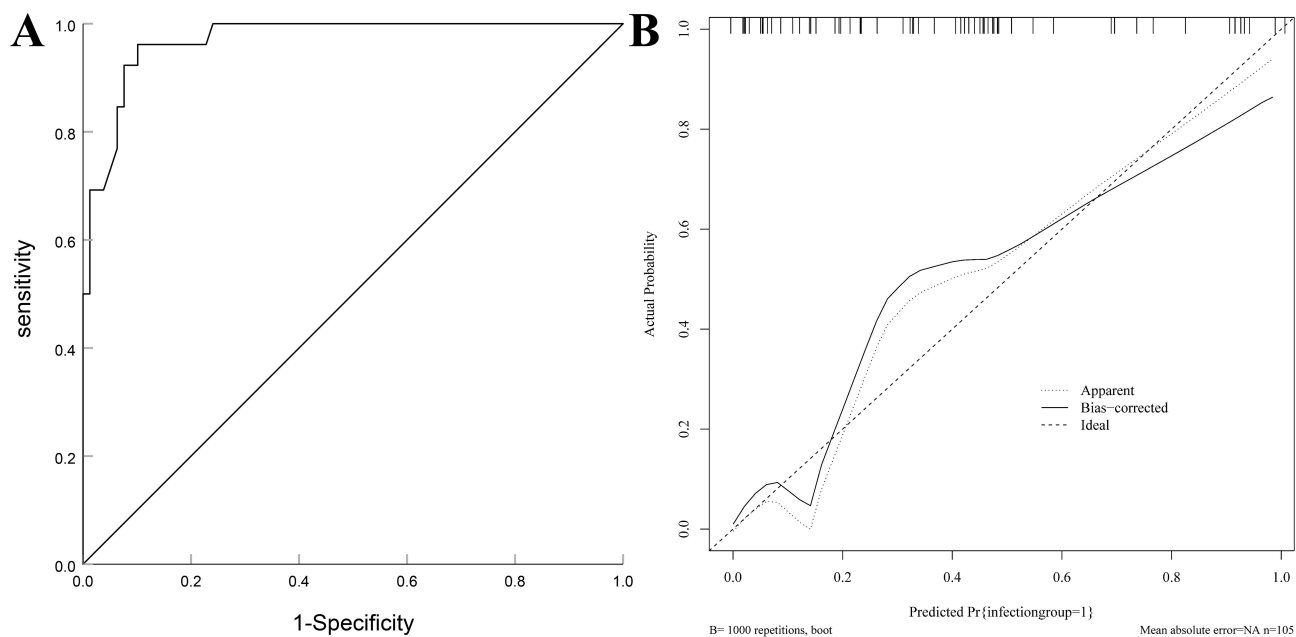 A
1.0
0.8
0.6
0.4
0.2
0.0
sensitivity
0.0
0.2
0.4
0.6
0.8
1.0
1-Specificity
B
1.0
0.8
0.6
0.4
0.2
0.0
Actual Probability
Apparent
Bias-corrected
Ideal
0.0
0.2
0.4
0.6
0.8
1.0
Predicted Pr{infectiongroup=1}
B= 1000 repetitions, boot
Mean absolute error=NA n=105